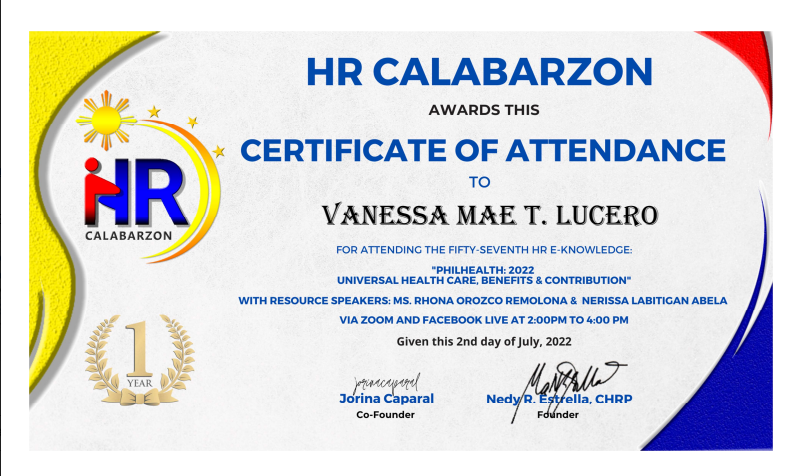 HR CALABARZON
AWARDS THIS
CERTIFICATE OF ATTENDANCE
TO
VANESSA MAE T. LUCERO
FOR ATTENDING THE FIFTY-SEVENTH HR E-KNOWLEDGE:
"PHILHEALTH: 2022
UNIVERSAL HEALTH CARE, BENEFITS & CONTRIBUTION"
WITH RESOURCE SPEAKERS: MS. RHONA OROZCO REMOLONA & NERISSA LABITIGAN ABELA
VIA ZOOM AND FACEBOOK LIVE AT 2:00PM TO 4:00 PM
Given this 2nd day of July, 2022
HR
CALABARZON
1
YEAR
jorinacaparal
Jorina Caparal
Co-Founder
Nedy R. Estrella, CHRP
Founder